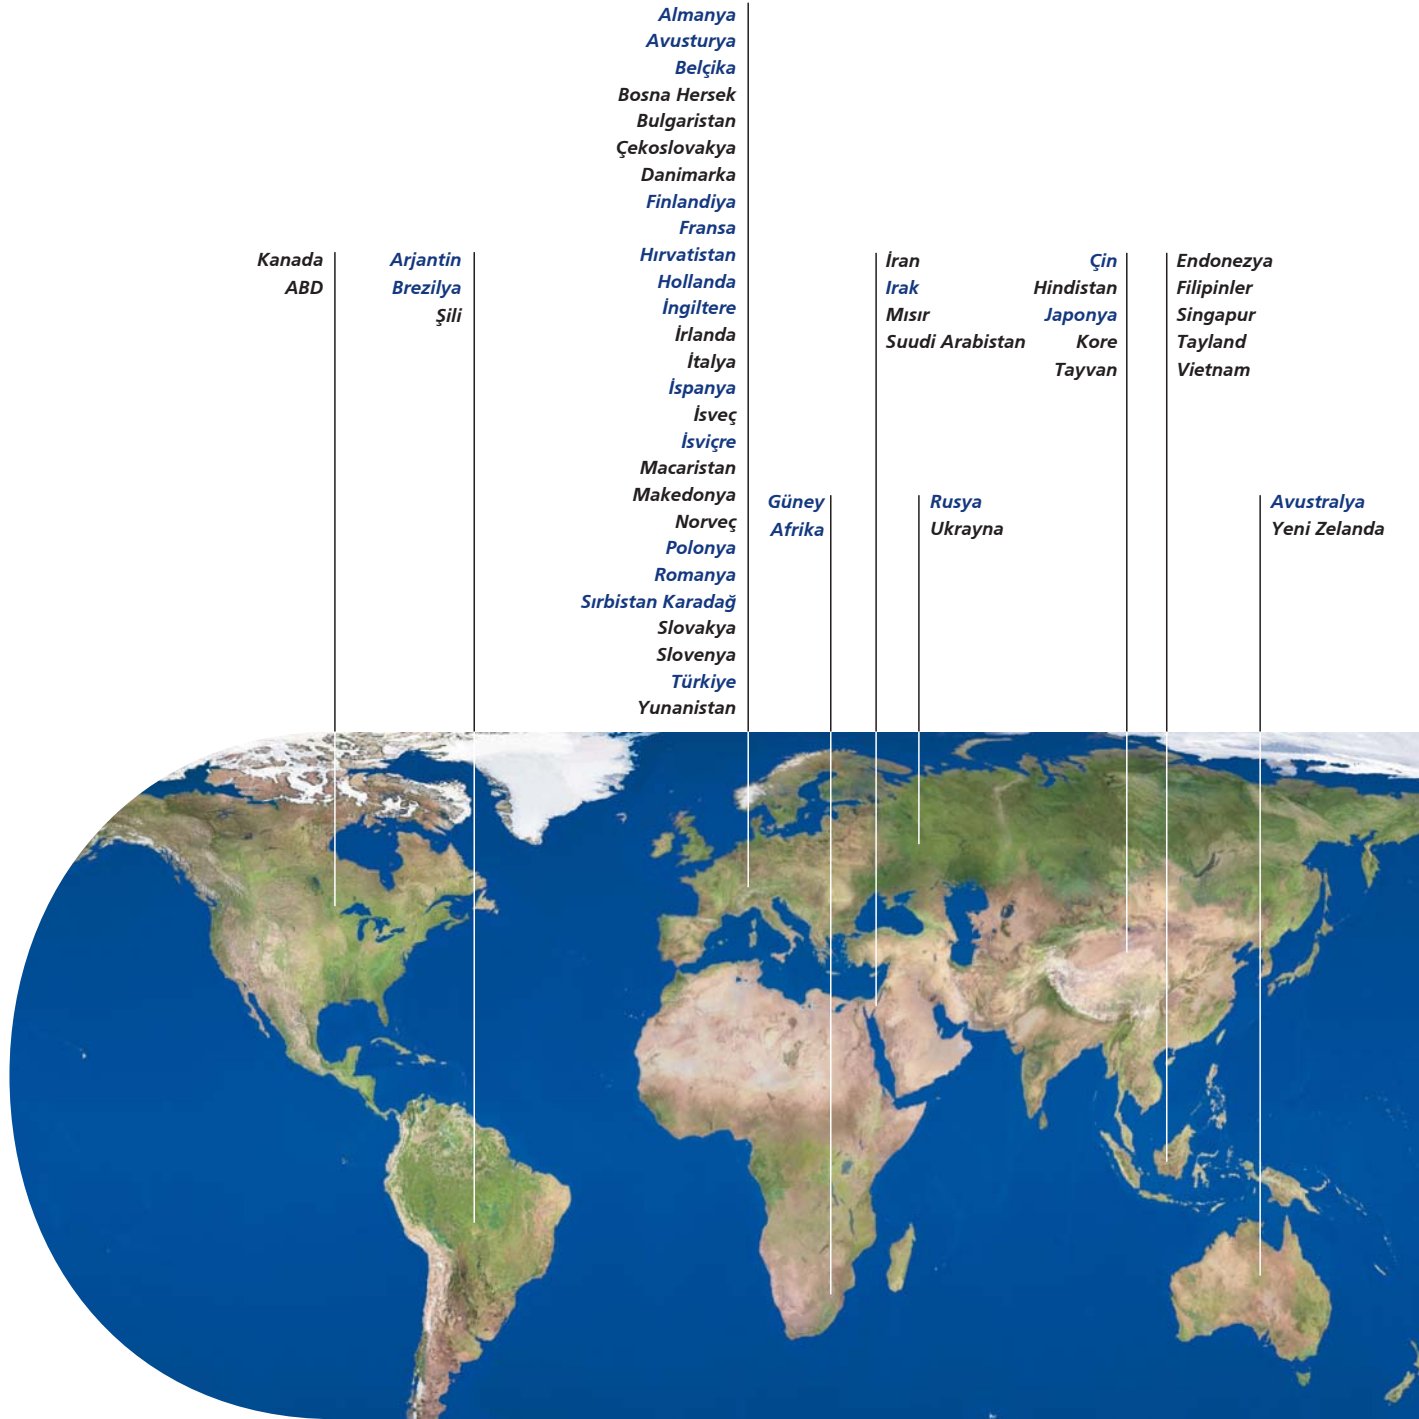 Kanada
ABD
Arjantin
Brezilya
Şili
Almanya
Avusturya
Belçika
Bosna Hersek
Bulgaristan
Çekoslovakya
Danimarka
Finlandiya
Fransa
Hırvatistan
Hollanda
İngiltere
İrlanda
İtalya
İspanya
İsveç
İsviçre
Macaristan
Makedonya
Norveç
Polonya
Romanya
Sırbistan Karadağ
Slovakya
Slovenya
Türkiye
Yunanistan
Güney
Afrika
İran
Irak
Mısır
Suudi Arabistan
Rusya
Ukrayna
Çin
Hindistan
Japonya
Kore
Tayvan
Endonezya
Filipinler
Singapur
Tayland
Vietnam
Avustralya
Yeni Zelanda